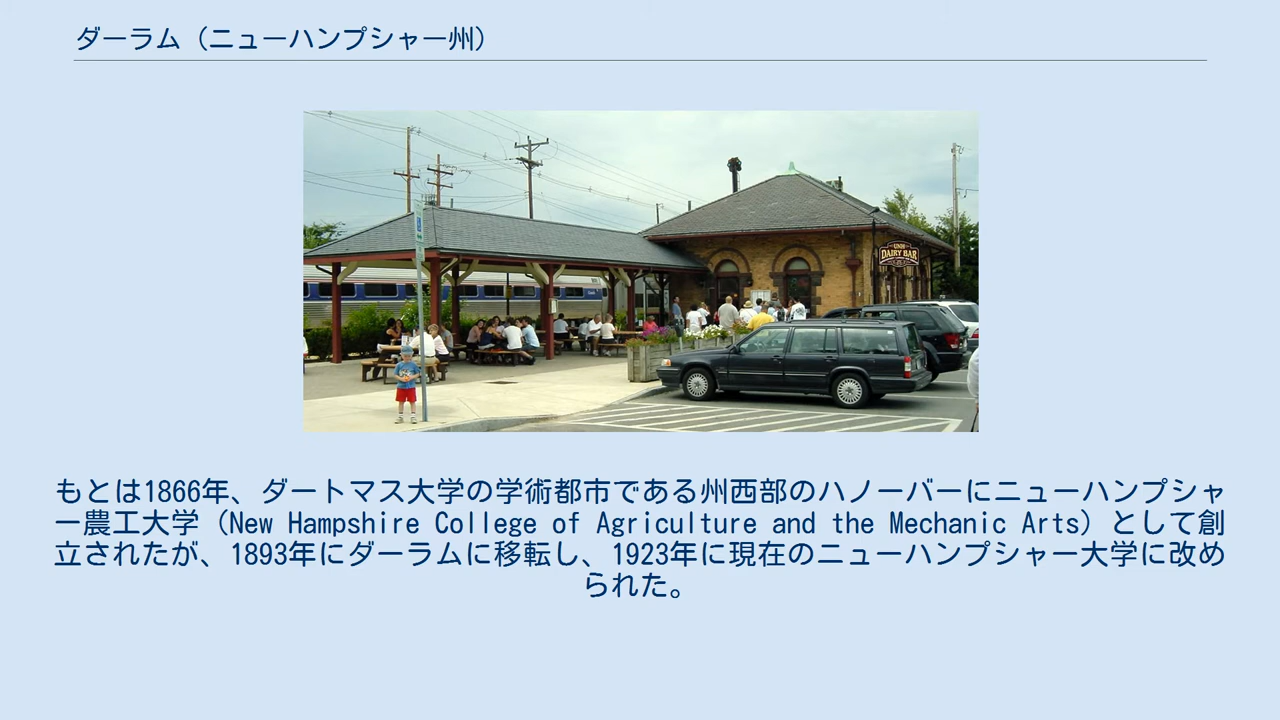 ダーラム（ニューハンプシャー州）
UNH
DAIRY BAR
もとは1866年、ダートマス大学の学術都市である州西部のハノーバーにニューハンプシャ
ー農工大学（New Hampshire College of Agriculture and the Mechanic Arts）として創
立されたが、1893年にダーラムに移転し、1923年に現在のニューハンプシャー大学に改め
られた。